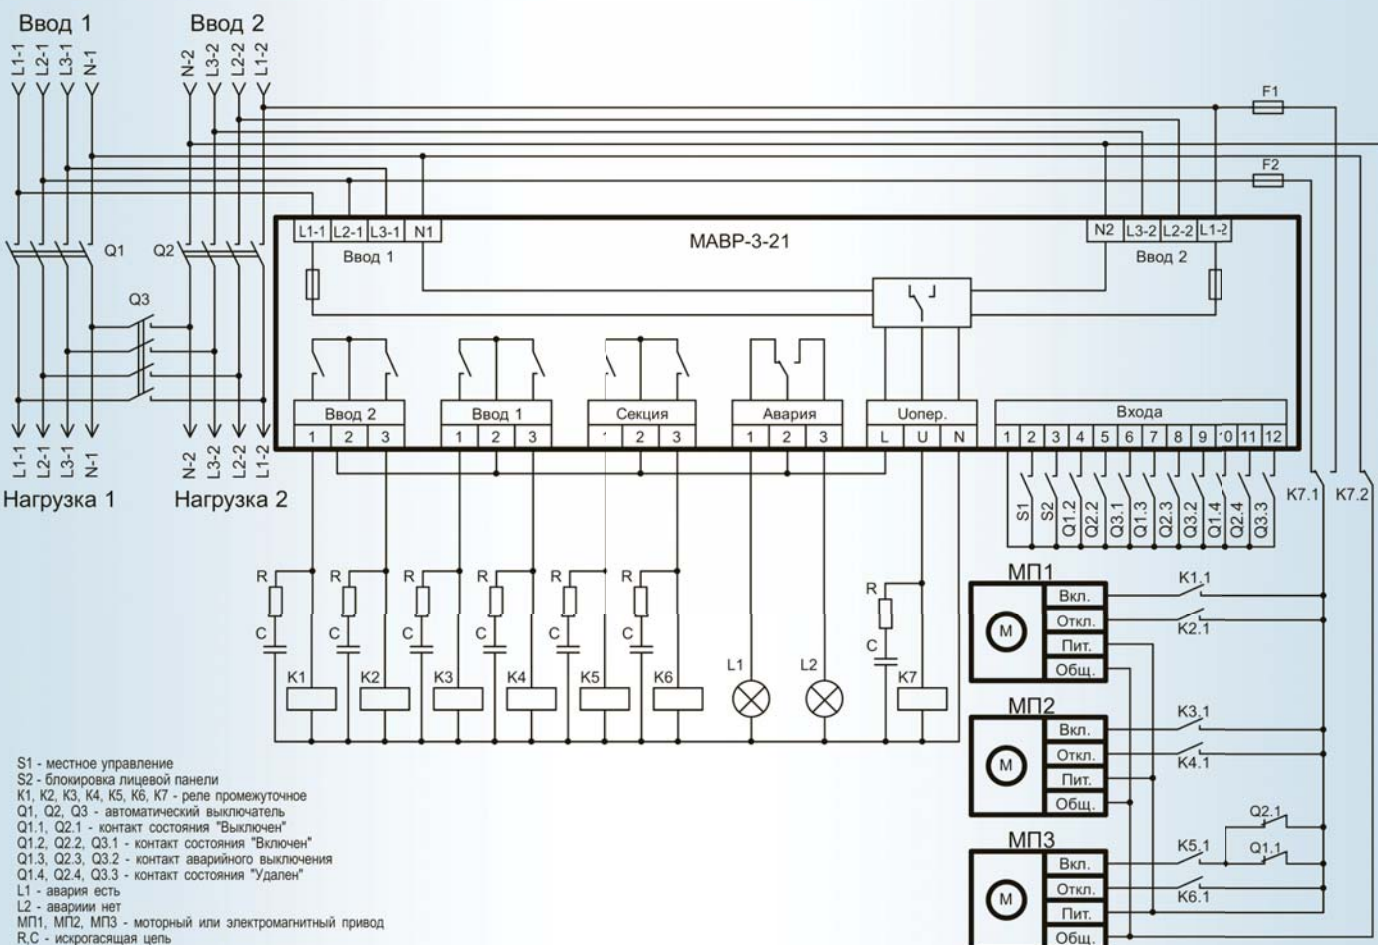 Ввод 1 Ввод 2
L1-1 L2-1 L3-1 N-1 N-2 L3-2 L2-2 L1-2
F1
F2
L1-1 L2-1 L3-1 N1
Ввод 1
МАВР-3-21
N2 L3-2 L2-2 L1-2
Ввод 2
Q1 Q2
Q3
Ввод 2 Ввод 1 Секция Авария Uопер. Входа
1 2 3 1 2 3 1 2 3 1 2 3 L U N 1 2 3 4 5 6 7 8 9 10 11 12
L1-1 L2-1 L3-1 N-1 N-2 L3-2 L2-2 L1-2
Нагрузка 1 Нагрузка 2
S1 S2 Q1.2 Q2.2 Q3.1 Q1.3 Q2.3 Q3.2 Q1.4 Q2.4 Q3.3
K7.1 K7.2
R R R R R R R
C C C C C C C
K1 K2 K3 K4 K5 K6 L1 L2 K7
МП1
М
Вкл.
Откл.
Пит.
Общ.
K1.1
K2.1
МП2
М
Вкл.
Откл.
Пит.
Общ.
K3.1
K4.1
МП3
М
Вкл.
Откл.
Пит.
Общ.
K5.1
K6.1
Q2.1
Q1.1
S1 - местное управление
S2 - блокировка лицевой панели
К1, К2, К3, К4, К5, К6, К7 - реле промежуточное
Q1, Q2, Q3 - автоматический выключатель
Q1.1, Q2.1 - контакт состояния "Выключен"
Q1.2, Q2.2, Q3.1 - контакт состояния "Включен"
Q1.3, Q2.3, Q3.2 - контакт аварийного выключения
Q1.4, Q2.4, Q3.3 - контакт состояния "Удален"
L1 - авария есть
L2 - авариии нет
МП1, МП2, МП3 - моторный или электромагнитный привод
R,C - искрогасящая цепь